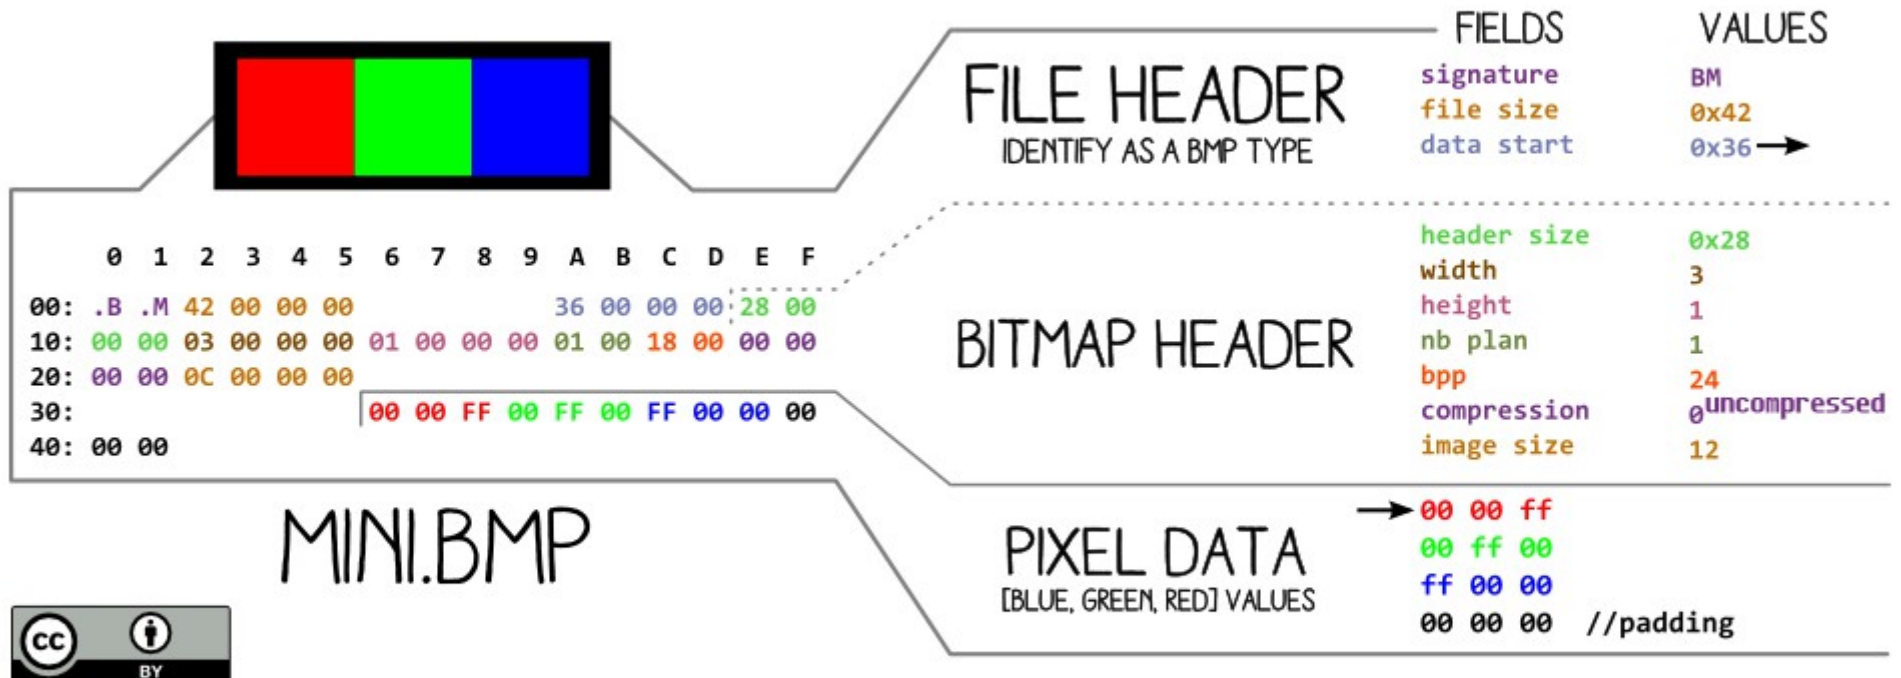 FIELDS VALUES
FILE HEADER
IDENTIFY AS A BMP TYPE
signature BM
file size 0x42
data start 0x36
0 1 2 3 4 5 6 7 8 9 A B C D E F
00: .B .M 42 00 00 00 36 00 00 00 28 00
10: 00 00 03 00 00 00 01 00 00 00 01 00 18 00 00 00
20: 00 00 0C 00 00 00
30: 00 00 FF 00 FF 00 FF 00 00 00
40: 00 00
MINI.BMP
BITMAP HEADER
header size 0x28
width 3
height 1
nb plan 1
bpp 24
compression 0 uncompressed
image size 12
PIXEL DATA
[BLUE, GREEN, RED] VALUES
00 00 ff
00 ff 00
ff 00 00
00 00 00 //padding
cc
BY